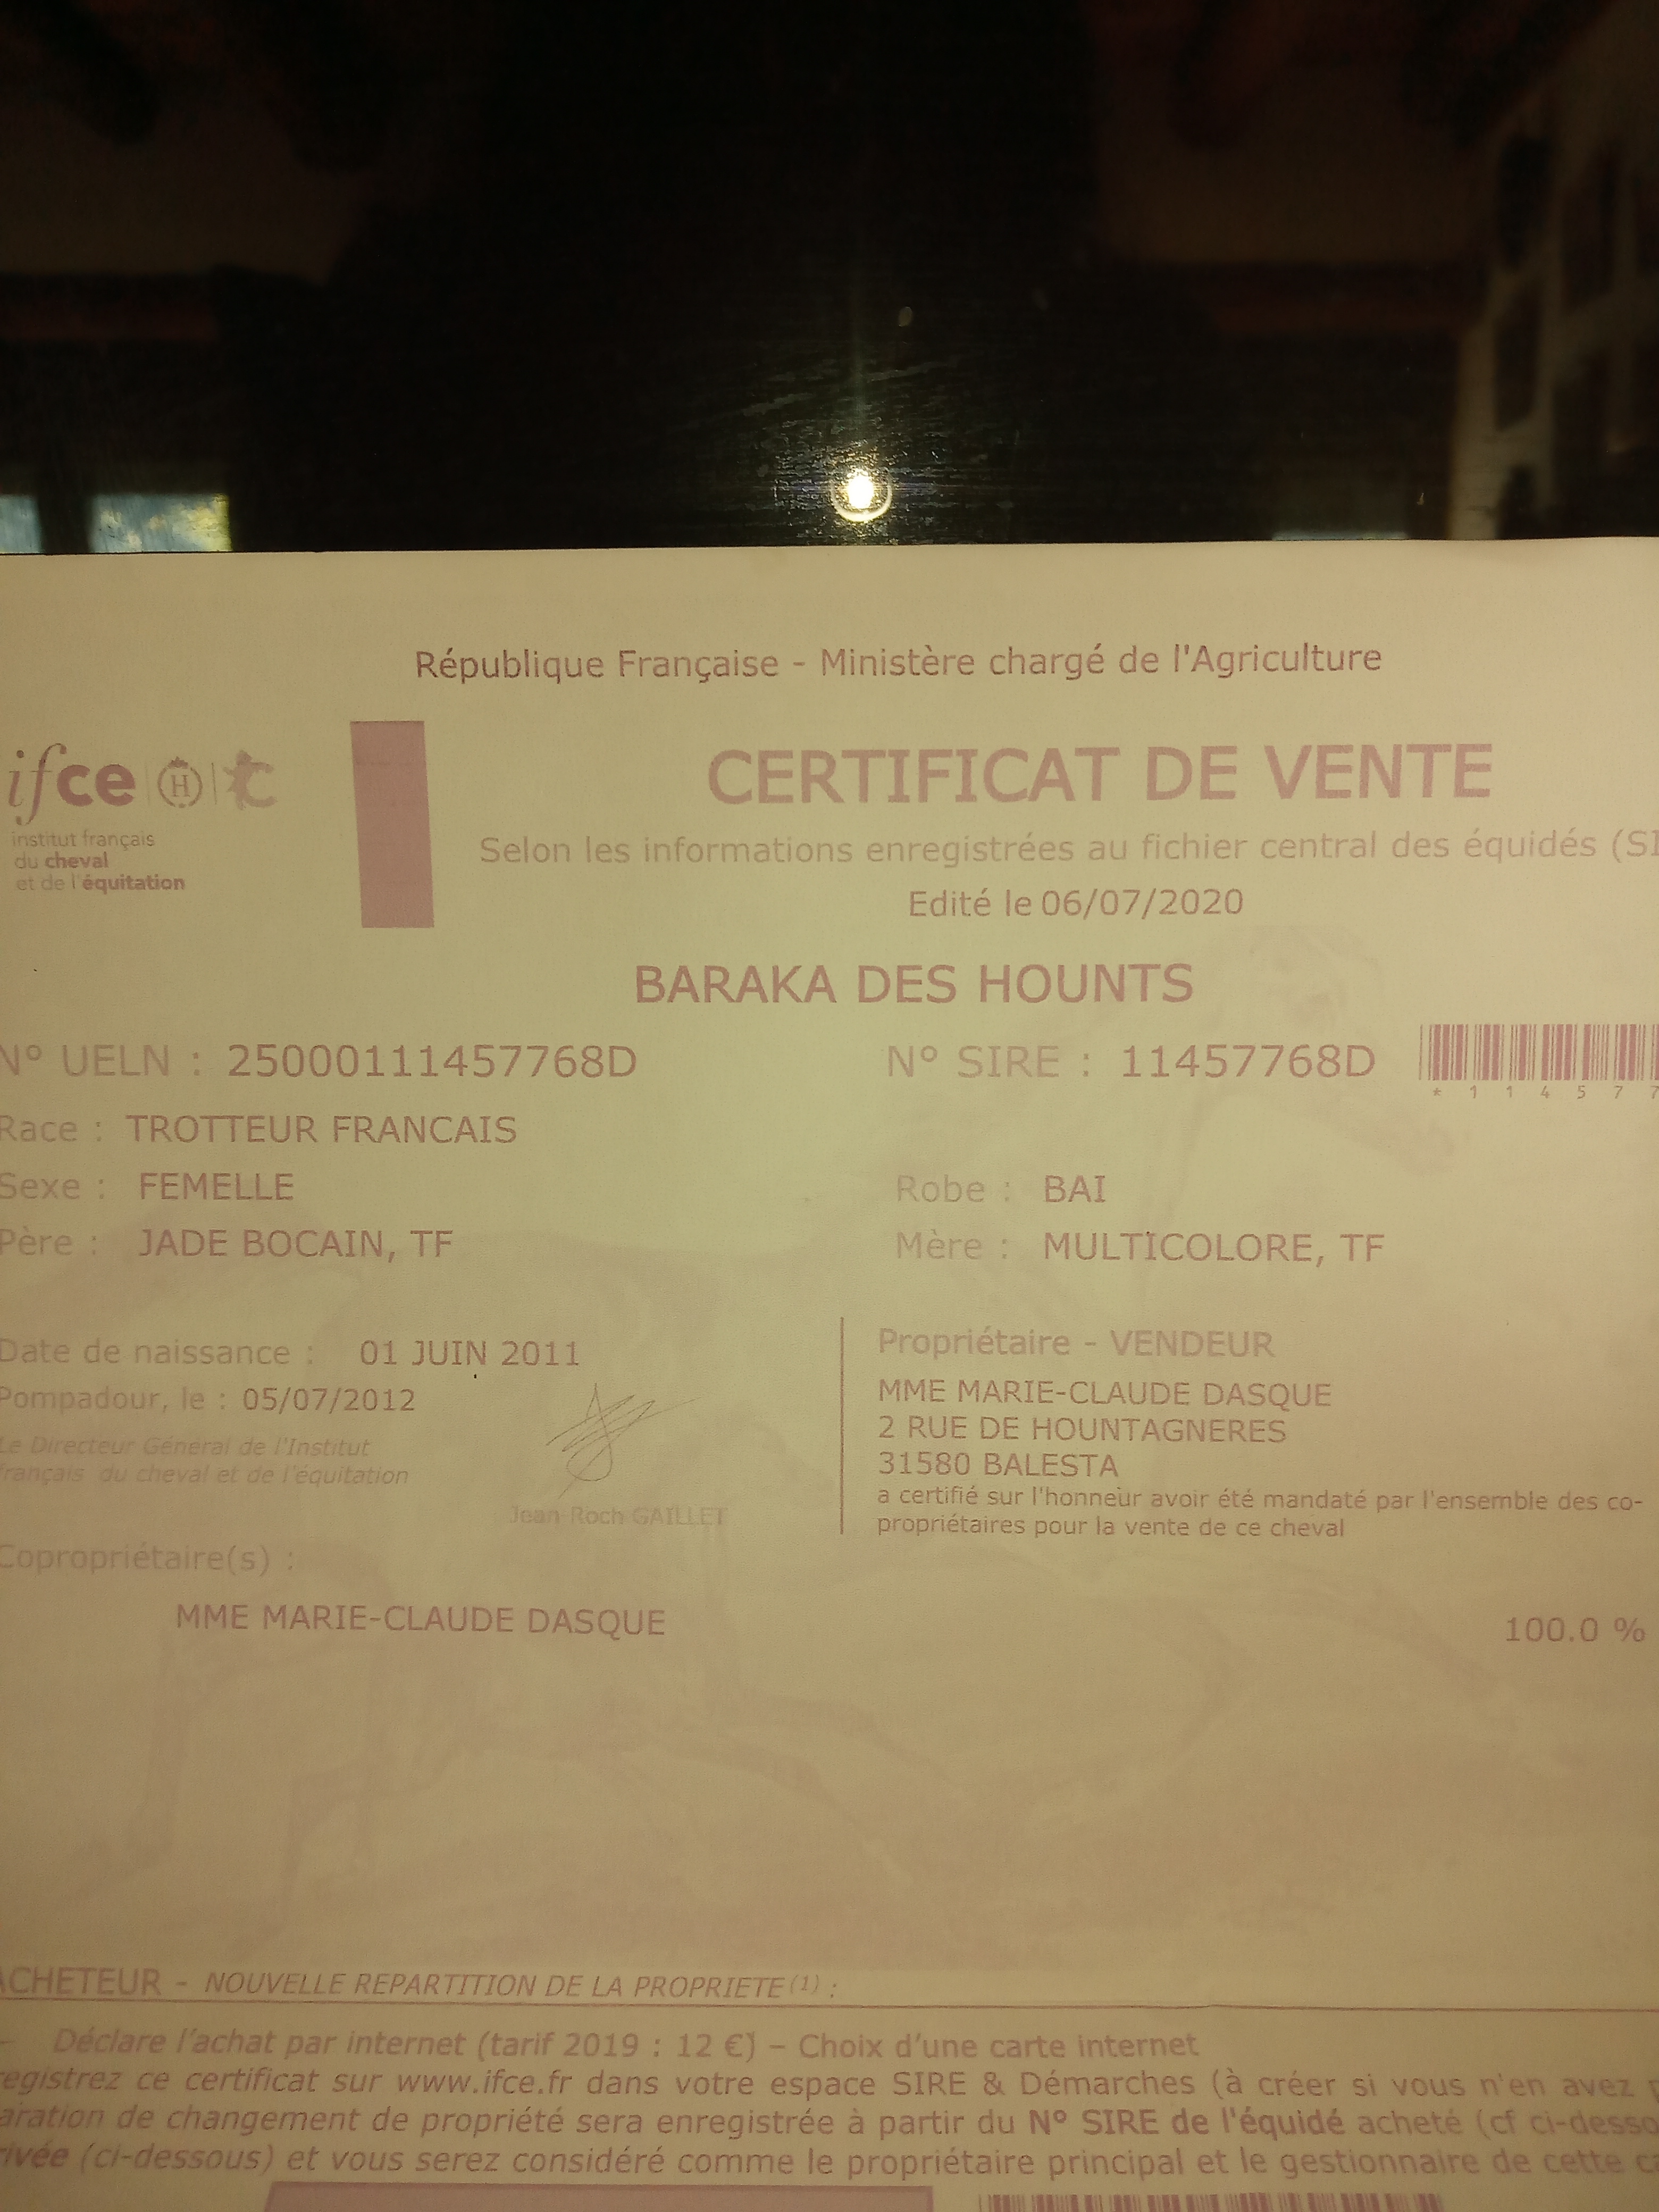 République Française - Ministère chargé de l'Agriculture
ifce H
institut français
du cheval
et de l'équitation
CERTIFICAT DE VENTE
Selon les informations enregistrées au fichier central des équidés (SI
Edité le 06/07/2020
BARAKA DES HOUNTS
N° UELN : 25000111457768D
N° SIRE : 11457768D
* 1 1 4 5 7 7
Race : TROTTEUR FRANCAIS
Sexe : FEMELLE
Robe : BAI
Père : JADE BOCAIN, TF
Mère : MULTICOLORE, TF
Date de naissance : 01 JUIN 2011
Pompadour, le : 05/07/2012
Le Directeur Général de l'Institut
français du cheval et de l'équitation
Jean-Roch GAILLET
Propriétaire - VENDEUR
MME MARIE-CLAUDE DASQUE
2 RUE DE HOUNTAGNERES
31580 BALESTA
a certifié sur l'honneur avoir été mandaté par l'ensemble des co-
propriétaires pour la vente de ce cheval
Copropriétaire(s) :
MME MARIE-CLAUDE DASQUE 100.0 %
ACHETEUR - NOUVELLE REPARTITION DE LA PROPRIETE (1) :
– Déclare l'achat par internet (tarif 2019 : 12 €) – Choix d'une carte internet
registrez ce certificat sur www.ifce.fr dans votre espace SIRE & Démarches (à créer si vous n'en avez p
aration de changement de propriété sera enregistrée à partir du N° SIRE de l'équidé acheté (cf ci-desso
rivée (ci-dessous) et vous serez considéré comme le propriétaire principal et le gestionnaire de cette ca